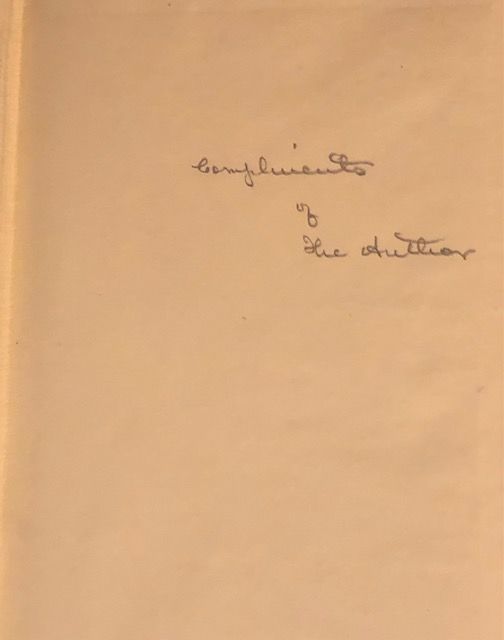 Compliments
of
The Author